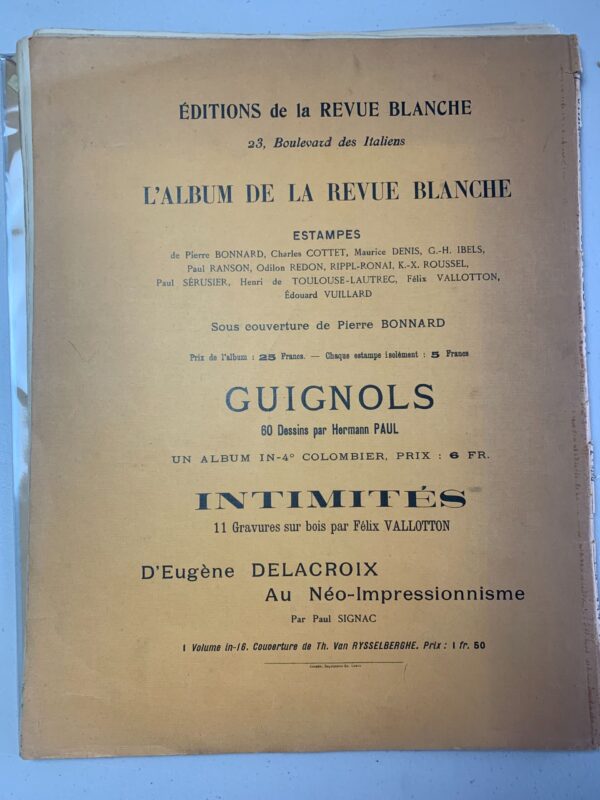 ÉDITIONS de la REVUE BLANCHE
23, Boulevard des Italiens
L'ALBUM DE LA REVUE BLANCHE
ESTAMPES
de Pierre BONNARD, Charles COTTET, Maurice DENIS, G.-H. IBELS,
Paul RANSON, Odilon REDON, RIPPL-RONAI, K.-X. ROUSSEL,
Paul SÉRUSIER, Henri de TOULOUSE-LAUTREC, Félix VALLOTTON,
Édouard VUILLARD
Sous couverture de Pierre BONNARD
Prix de l'album : 25 Francs. — Chaque estampe isolément : 5 Francs
GUIGNOLS
60 Dessins par Hermann PAUL
UN ALBUM IN-4º COLOMBIER, PRIX : 6 FR.
INTIMITÉS
11 Gravures sur bois par Félix VALLOTTON
D'Eugène DELACROIX
Au Néo-Impressionnisme
Par Paul SIGNAC
1 Volume in-16. Couverture de Th. Van RYSSELBERGHE. Prix : 1 fr. 50